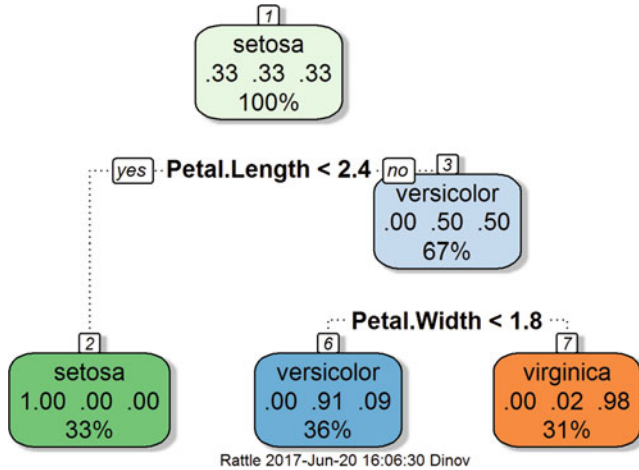 1
setosa
.33 .33 .33
100%
yes Petal.Length < 2.4 no
3
versicolor
.00 .50 .50
67%
Petal.Width < 1.8
2
setosa
1.00 .00 .00
33%
6
versicolor
.00 .91 .09
36%
7
virginica
.00 .02 .98
31%
Rattle 2017-Jun-20 16:06:30 Dinov